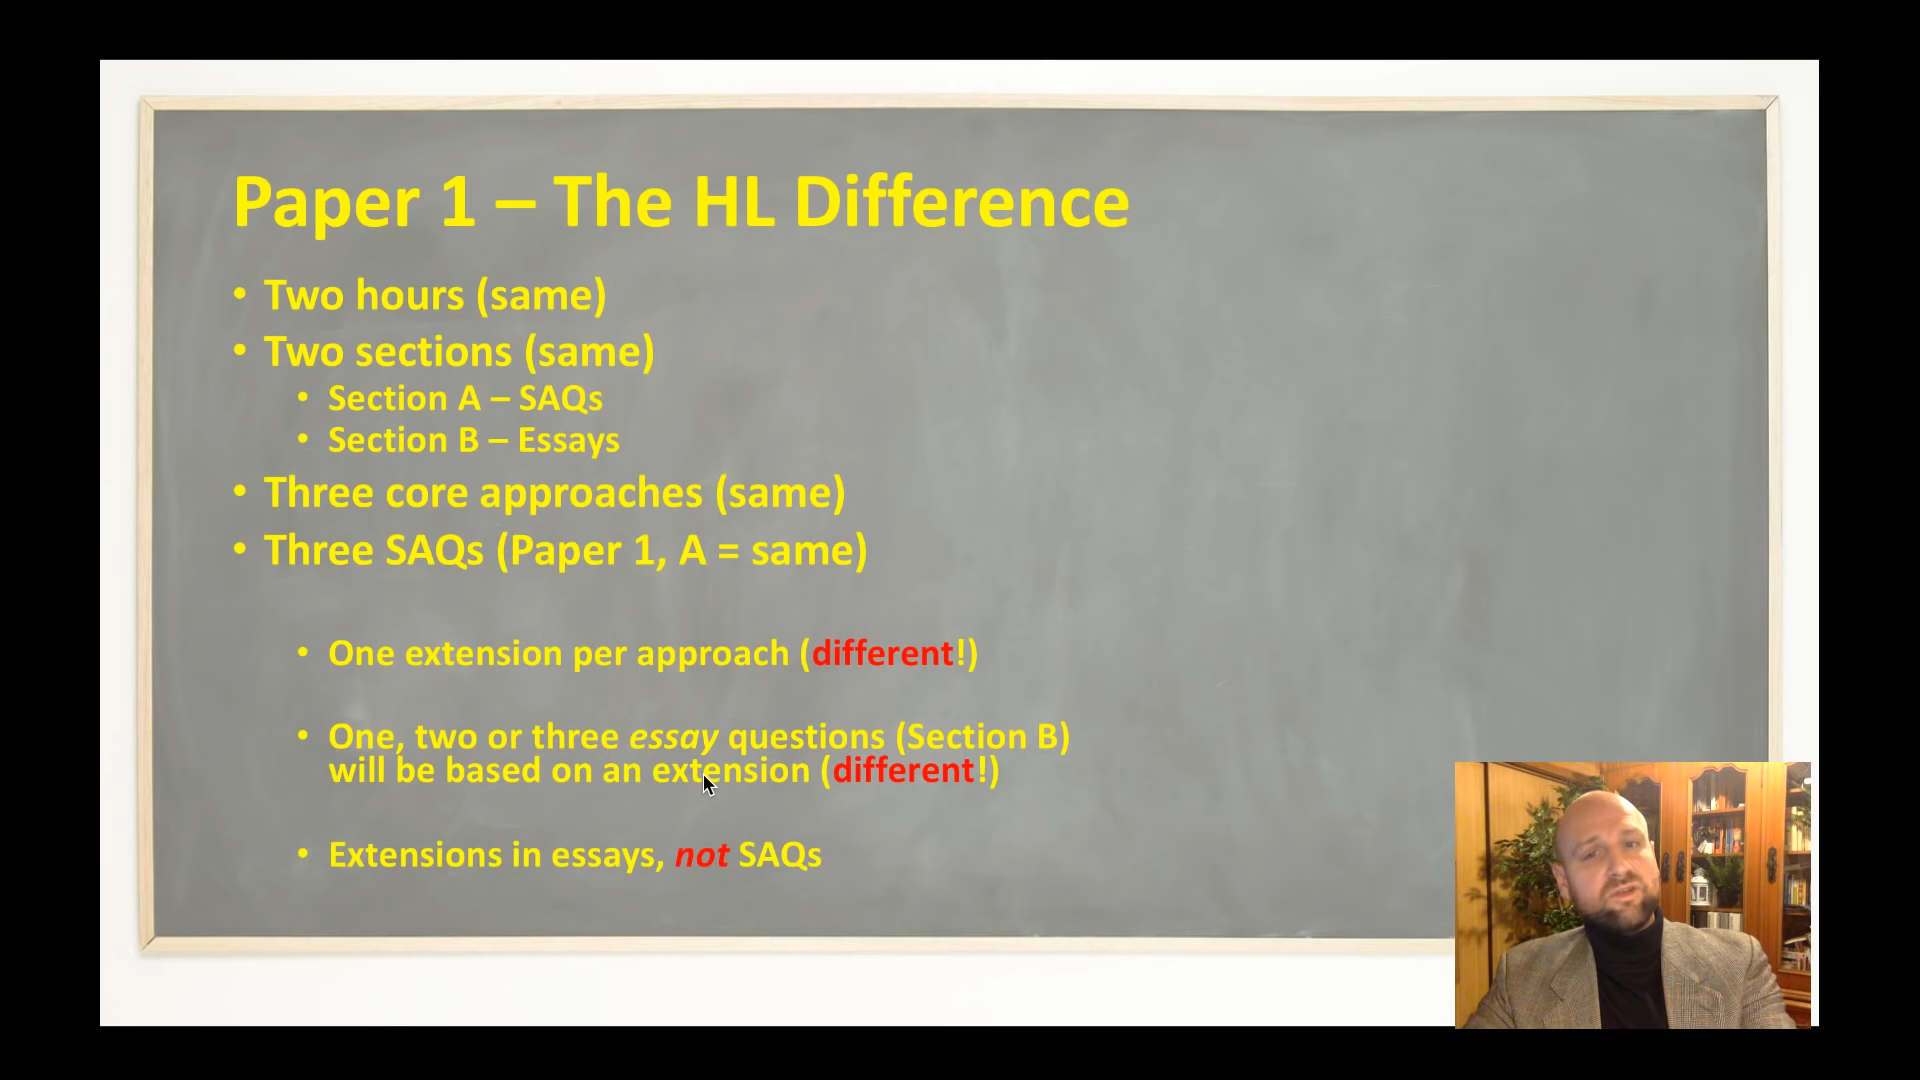 Paper 1 – The HL Difference
• Two hours (same)
• Two sections (same)
• Section A – SAQs
• Section B – Essays
• Three core approaches (same)
• Three SAQs (Paper 1, A = same)
• One extension per approach (different!)
• One, two or three essay questions (Section B)
will be based on an extension (different!)
• Extensions in essays, not SAQs